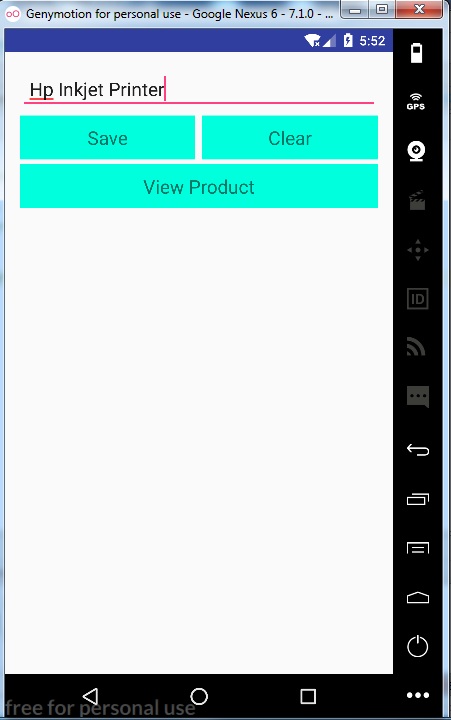 Genymotion for personal use - Google Nexus 6 - 7.1.0 - ...
5:52
Hp Inkjet Printer
GPS
Save
Clear
View Product
ID
free for personal use